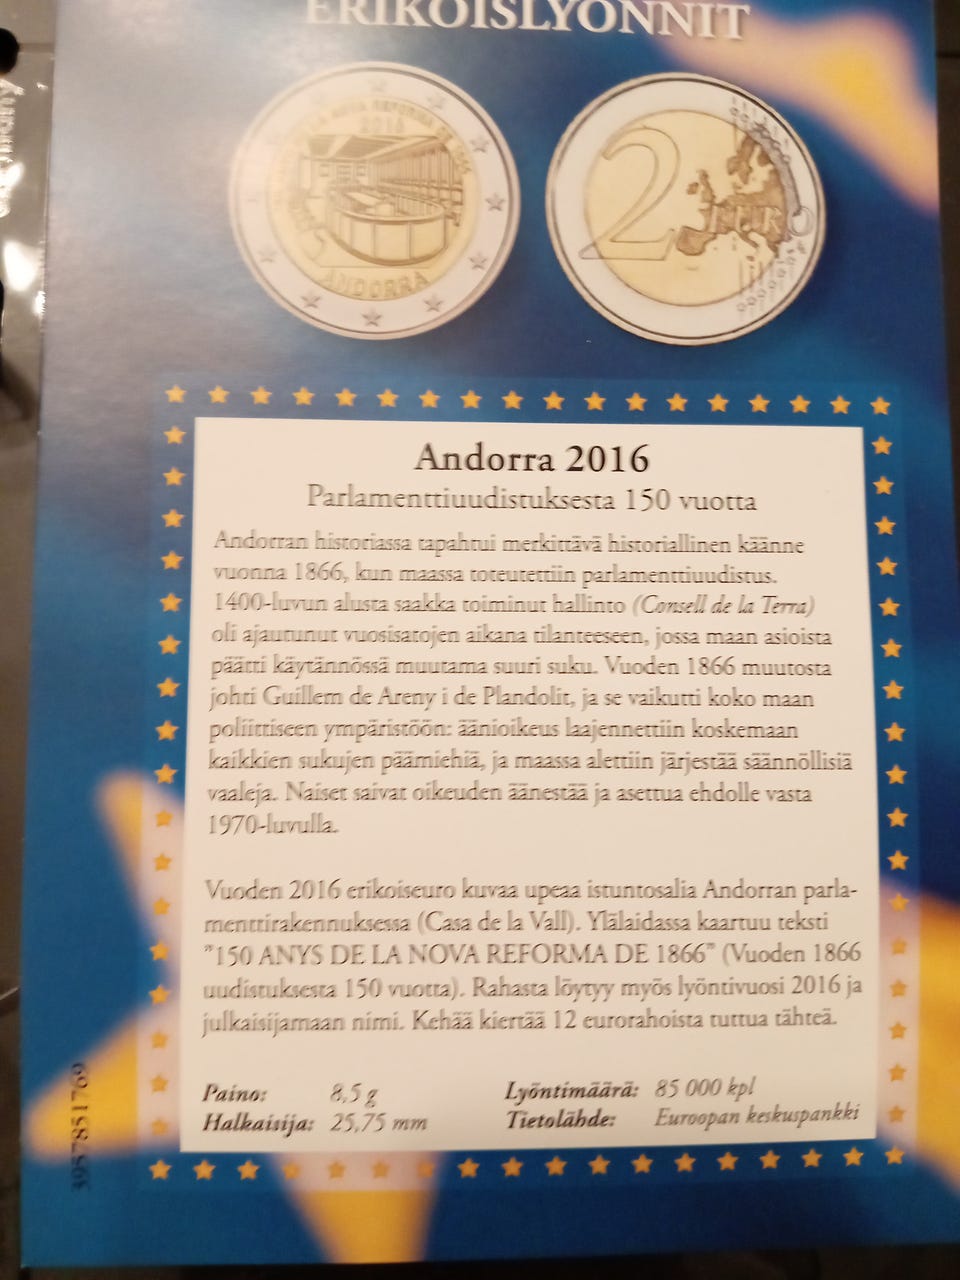 ERIKOISLYÖNNIT
2016
ANDORRA
2 EURO
Andorra 2016
Parlamenttiuudistuksesta 150 vuotta
Andorran historiassa tapahtui merkittävä historiallinen käänne
vuonna 1866, kun maassa toteutettiin parlamenttiuudistus.
1400-luvun alusta saakka toiminut hallinto (Consell de la Terra)
oli ajautunut vuosisatojen aikana tilanteeseen, jossa maan asioista
päätti käytännössä muutama suuri suku. Vuoden 1866 muutosta
johti Guillem de Areny i de Plandolit, ja se vaikutti koko maan
poliittiseen ympäristöön: äänioikeus laajennettiin koskemaan
kaikkien sukujen päämiehiä, ja maassa alettiin järjestää säännöllisiä
vaaleja. Naiset saivat oikeuden äänestää ja asettua ehdolle vasta
1970-luvulla.
Vuoden 2016 erikoiseuro kuvaa upeaa istuntosalia Andorran parla-
menttirakennuksessa (Casa de la Vall). Ylälaidassa kaartuu teksti
"150 ANYS DE LA NOVA REFORMA DE 1866" (Vuoden 1866
uudistuksesta 150 vuotta). Rahasta löytyy myös lyöntivuosi 2016 ja
julkaisijamaan nimi. Kehää kiertää 12 eurorahoista tuttua tähteä.
Paino: 8,5 g Lyöntimäärä: 85 000 kpl
Halkaisija: 25,75 mm Tietolähde: Euroopan keskuspankki
3957851769